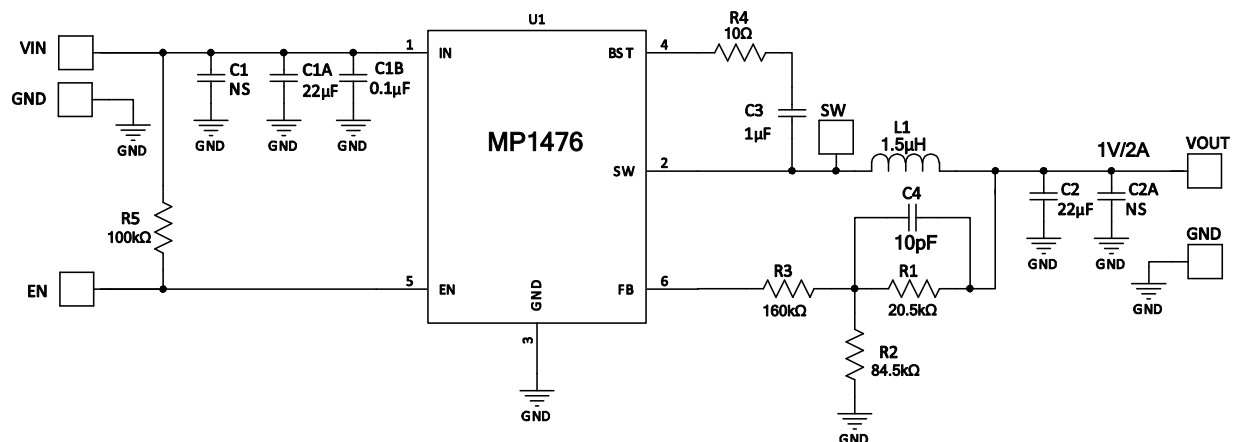 U1
VIN
1
IN
C1
NS
C1A
22µF
C1B
0.1µF
GND
GND
GND
GND
GND
R5
100kΩ
EN
5
EN
MP1476
GND
3
GND
BST
4
R4
10Ω
C3
1µF
SW
SW
2
L1
1.5µH
1V/2A
VOUT
C4
10pF
C2
22µF
C2A
NS
GND
GND
GND
GND
FB
6
R3
160kΩ
R1
20.5kΩ
R2
84.5kΩ
GND